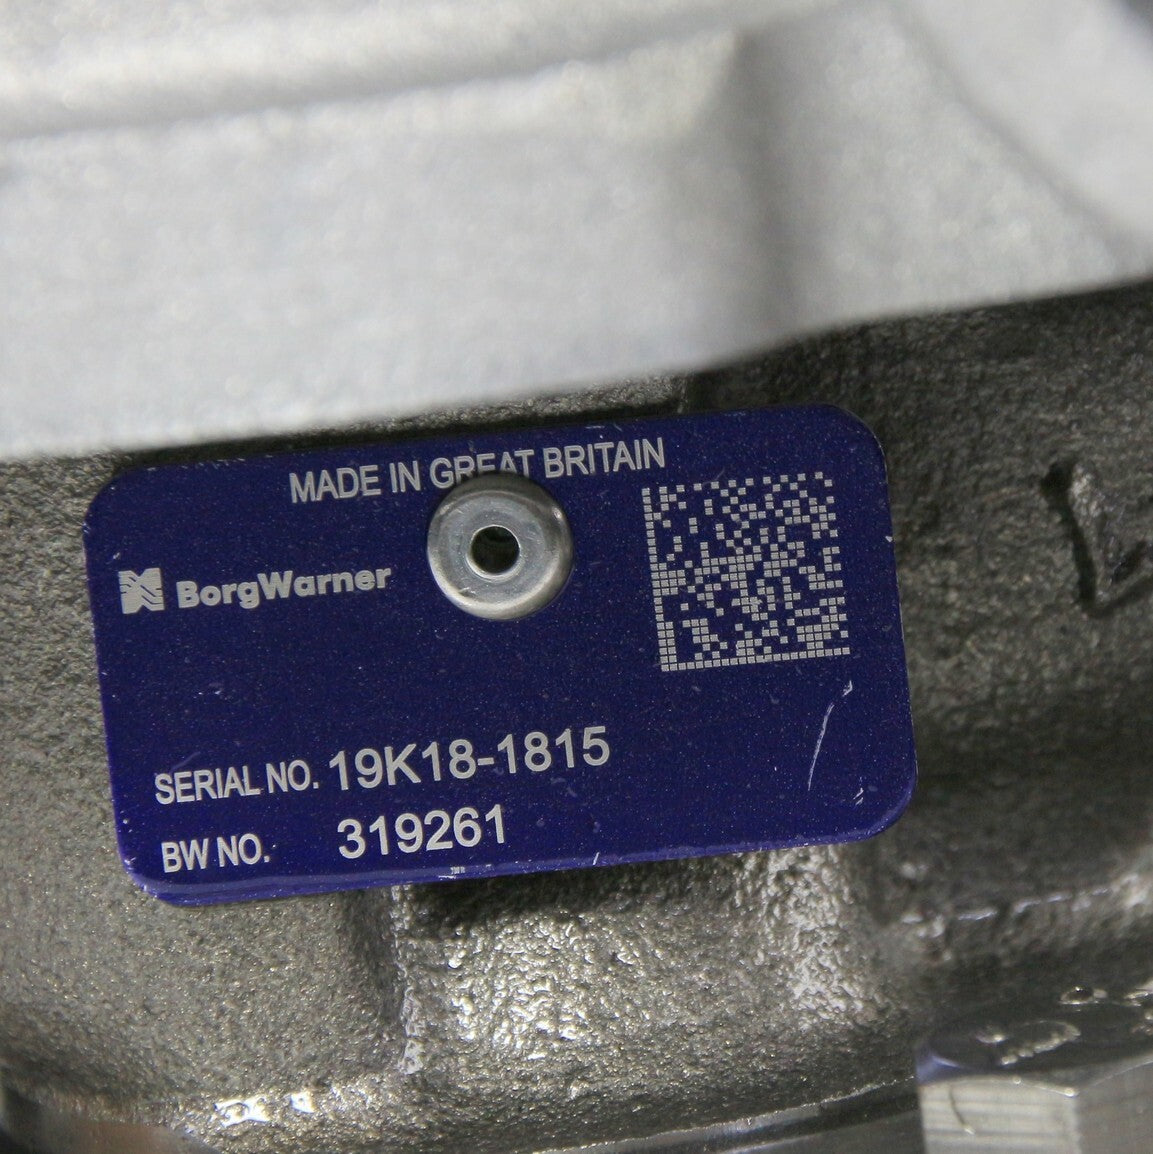 MADE IN GREAT BRITAIN
BorgWarner
SERIAL NO. 19K18-1815
BW NO. 319261